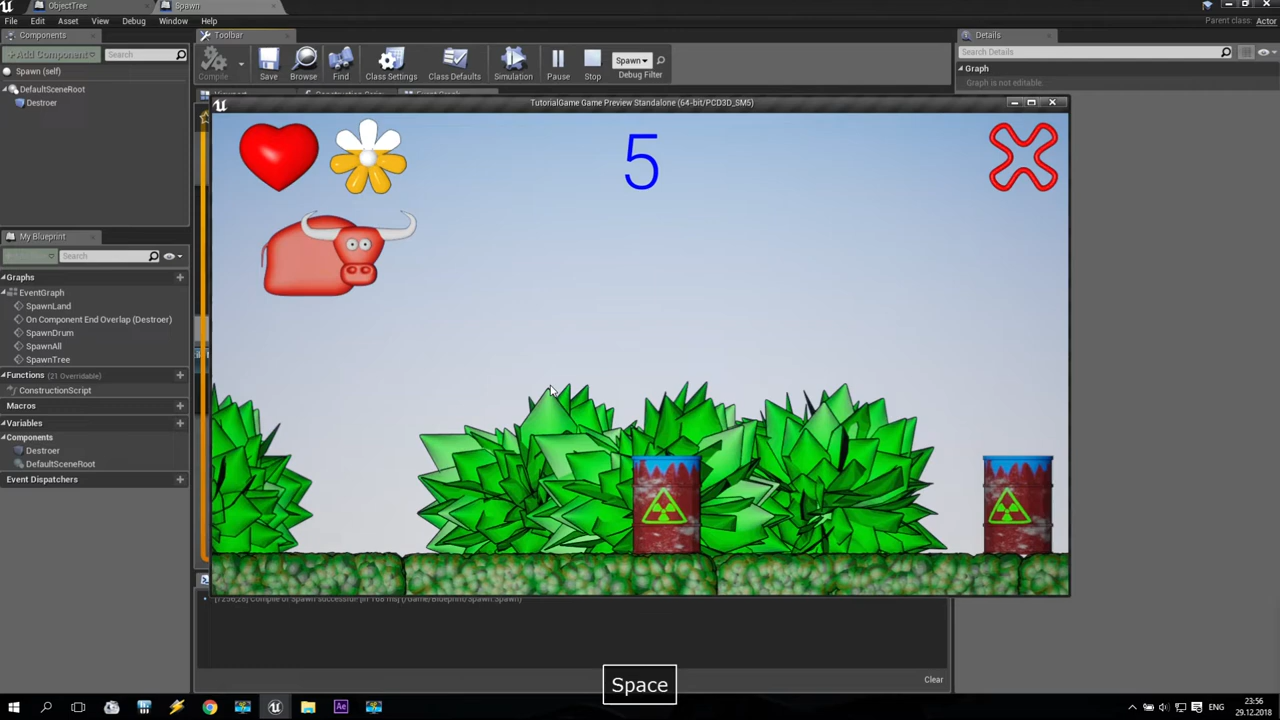 ObjectTree
Spawn
File Edit Asset View Debug Window Help
Parent class: Actor
Components
Toolbar
Details
+Add Component
Search
Compile
Save
Browse
Find
Class Settings
Class Defaults
Simulation
Pause
Stop
Spawn
Debug Filter
Search Details
Spawn (self)
Graph
Graph is not editable.
DefaultSceneRoot
Destroer
TutorialGame Game Preview Standalone (64-bit/PCD3D_SM5)
5
My Blueprint
Search
Graphs
EventGraph
SpawnLand
On Component End Overlap (Destroer)
SpawnDrum
SpawnAll
SpawnTree
Functions (21 Overridable)
ConstructionScript
Macros
Variables
Components
Destroer
DefaultSceneRoot
Event Dispatchers
Clear
Space
ENG
23:56
29.12.2018